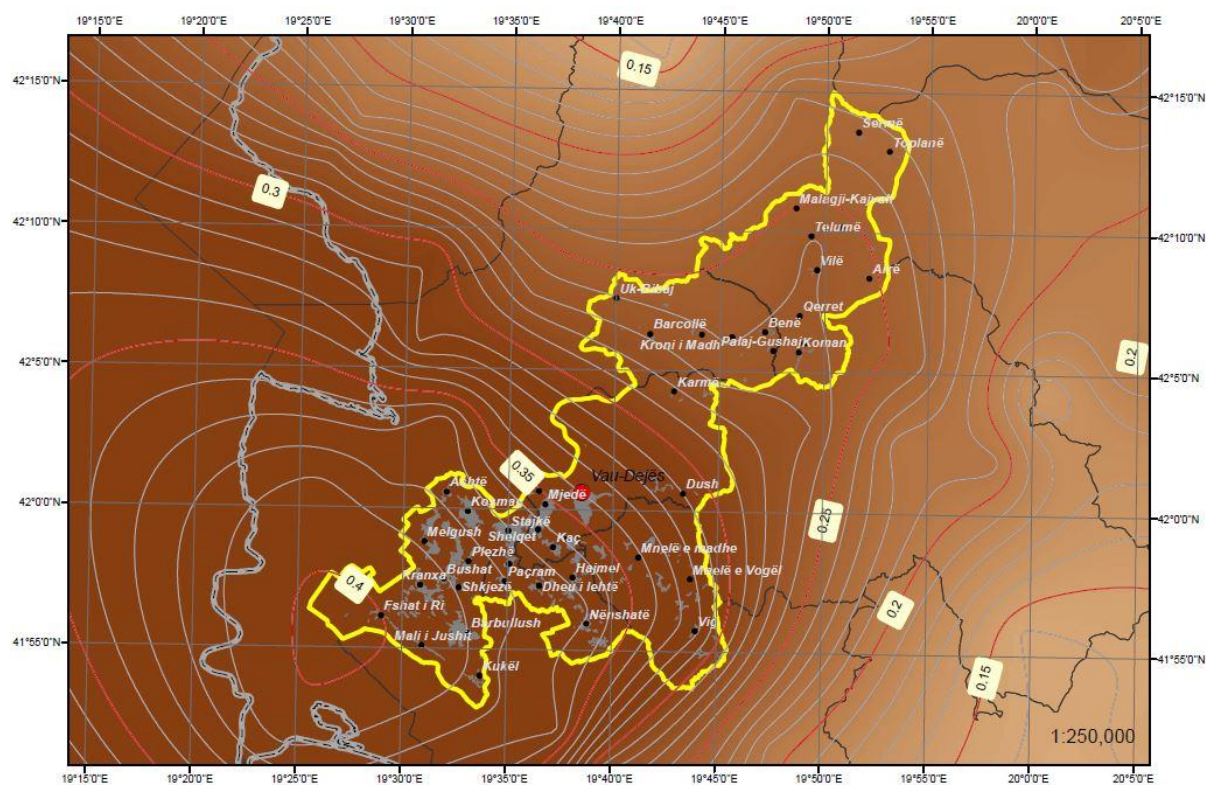 19°15'0"E 19°20'0"E 19°25'0"E 19°30'0"E 19°35'0"E 19°40'0"E 19°45'0"E 19°50'0"E 19°55'0"E 20°0'0"E 20°5'0"E
0.15
42°15'0"N 42°15'0"N
Sermë
Toplanë
0.3
Malagji-Kajvall
42°10'0"N 42°10'0"N
Telumë
Vilë
Airë
Uk-Bibaj
Qerret
Barcollë
Benë
Kroni i Madh
Palaj-Gushaj
Koman
0.2
42°5'0"N 42°5'0"N
Karmë
0.35
Vau-Dejës
Ashtë
Mjedë
Dush
42°0'0"N 42°0'0"N
Kosmaç
Stajkë
0.25
Melgush
Shelqet
Kaç
Mnelë e madhe
Plezhë
Kranxa
Bushat
Paçram
Hajmel
Mnelë e Vogël
0.4
Shkjezë
Dheu i lehtë
0.2
Fshat i Ri
Barbullush
Nënshatë
Vig
Mali i Jushit
41°55'0"N 41°55'0"N
Kukël
0.15
1:250,000
19°15'0"E 19°20'0"E 19°25'0"E 19°30'0"E 19°35'0"E 19°40'0"E 19°45'0"E 19°50'0"E 19°55'0"E 20°0'0"E 20°5'0"E